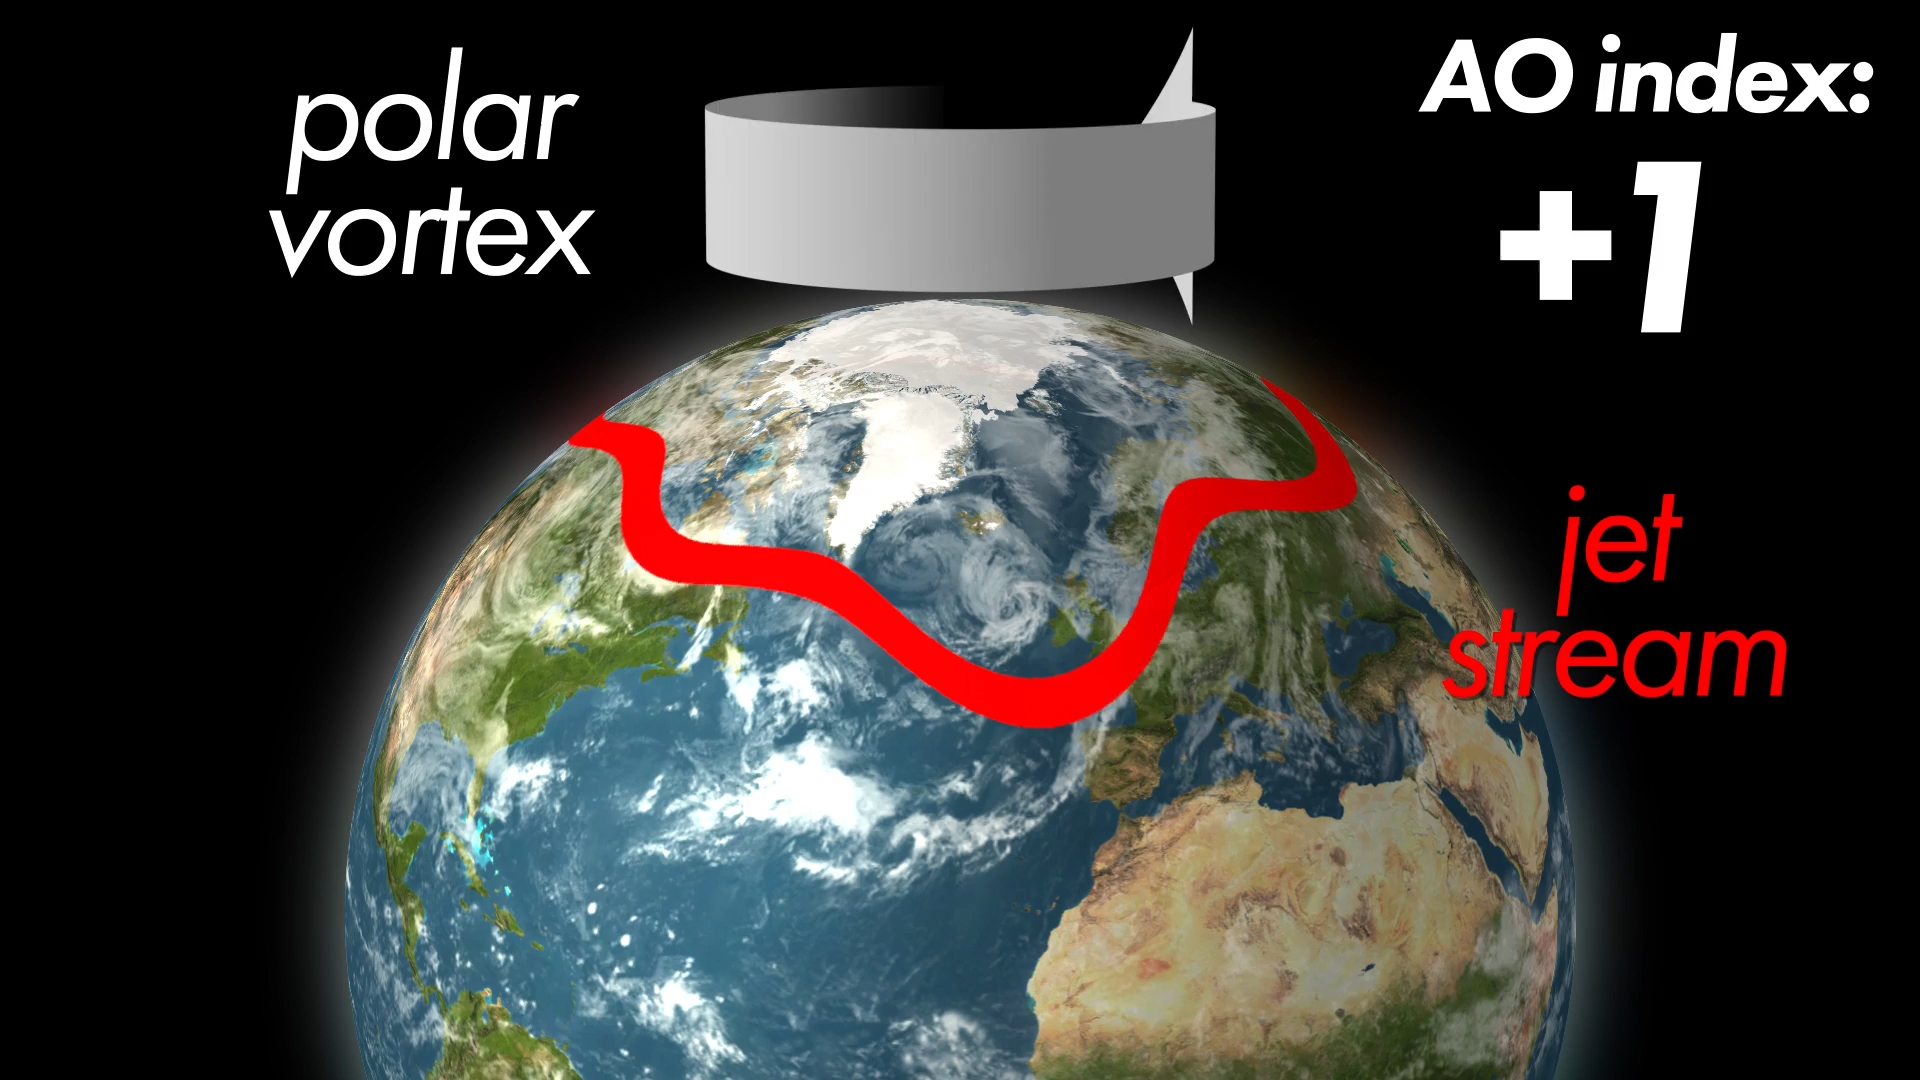 polar
vortex
AO index:
+1
jet
stream